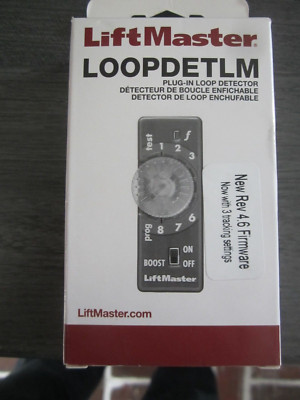 LiftMaster®
LOOPDETLM
PLUG-IN LOOP DETECTOR
DÉTECTEUR DE BOUCLE ENFICHABLE
DETECTOR DE LOOP ENCHUFABLE
f
test
1 2
3
6
7
8
prog
ON
BOOST OFF
LiftMaster
New Rev 4.6 Firmware
Now with 3 tracking settings
LiftMaster.com